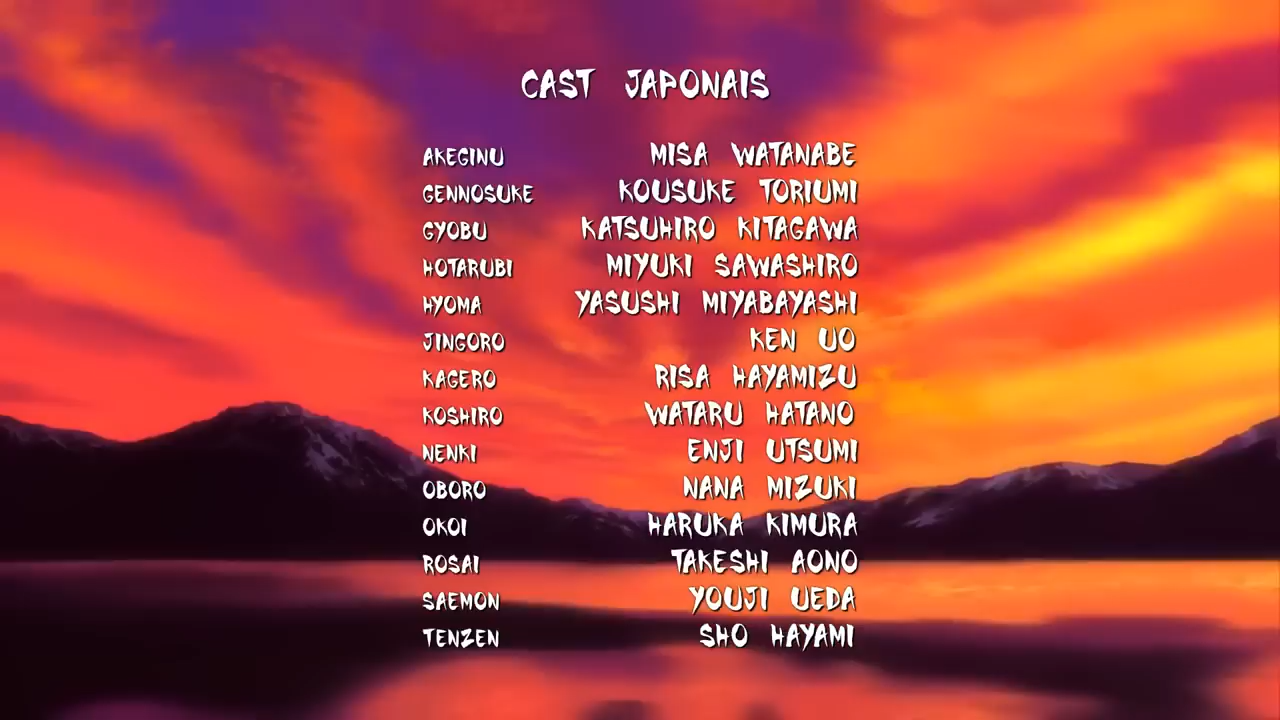 CAST JAPONAIS
AKEGINU MISA WATANABE
GENNOSUKE KOUSUKE TORIUMI
GYOBU KATSUHIRO KITAGAWA
HOTARUBI MIYUKI SAWASHIRO
HYOMA YASUSHI MIYABAYASHI
JINGORO KEN UO
KAGERO RISA HAYAMIZU
KOSHIRO WATARU HATANO
NENKI ENJI UTSUMI
OBORO NANA MIZUKI
OKOI HARUKA KIMURA
ROSAI TAKESHI AONO
SAEMON YOUJI UEDA
TENZEN SHO HAYAMI